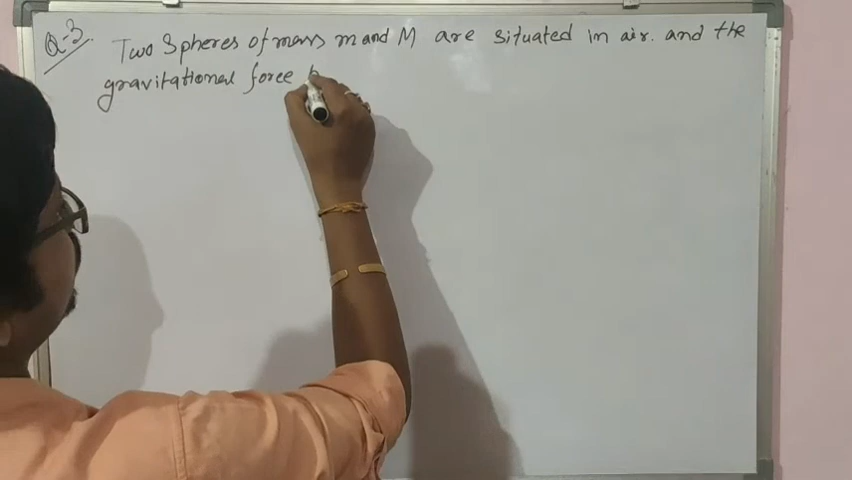 Q-3. Two Spheres of mass m and M are situated in air. and the
gravitational force